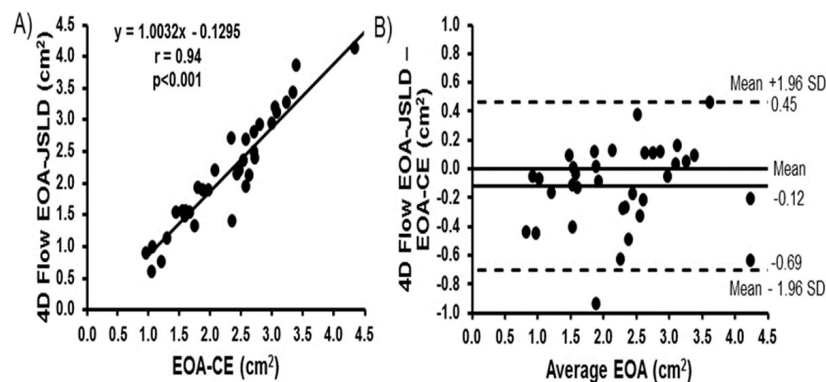 A)
y = 1.0032x - 0.1295
r = 0.94
p<0.001
4D Flow EOA-JSLD (cm²)
4.5
4.0
3.5
3.0
2.5
2.0
1.5
1.0
0.5
0.0
0.0 0.5 1.0 1.5 2.0 2.5 3.0 3.5 4.0 4.5
EOA-CE (cm²)
B)
4D Flow EOA-JSLD –
EOA-CE (cm²)
1.0
0.8
0.6
0.4
0.2
0.0
-0.2
-0.4
-0.6
-0.8
-1.0
Mean +1.96 SD
0.45
Mean
-0.12
-0.69
Mean - 1.96 SD
0.0 0.5 1.0 1.5 2.0 2.5 3.0 3.5 4.0 4.5
Average EOA (cm²)